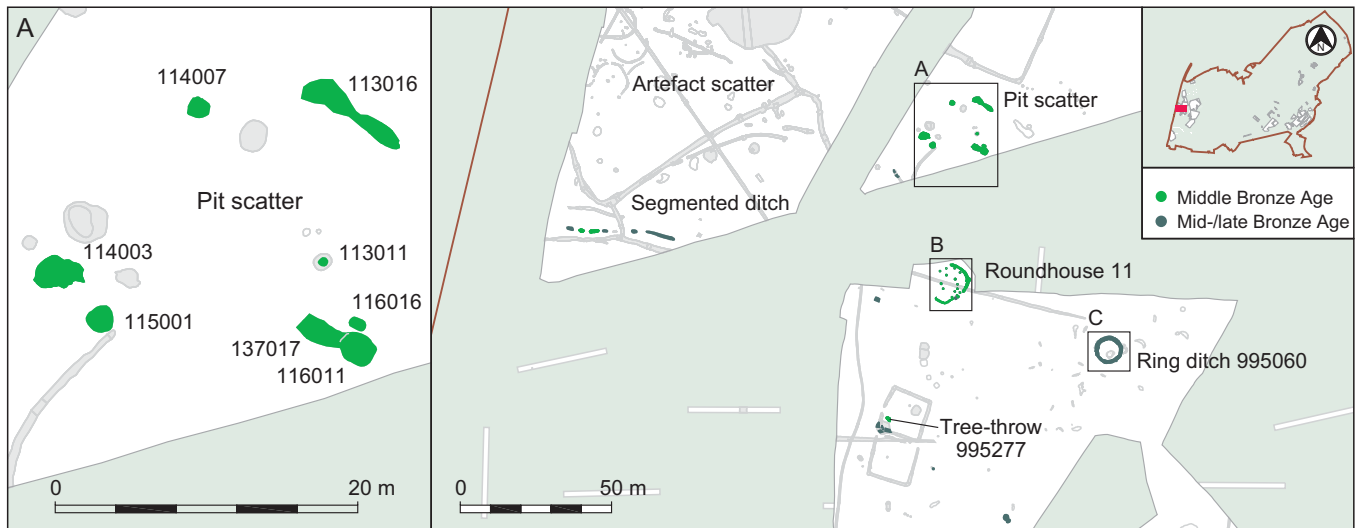 A
114007
113016
Pit scatter
114003
113011
115001
116016
137017
116011
0
20 m
Artefact scatter
Segmented ditch
A
Pit scatter
B
Roundhouse 11
C
Ring ditch 995060
Tree-throw
995277
0
50 m
N
Middle Bronze Age
Mid-/late Bronze Age